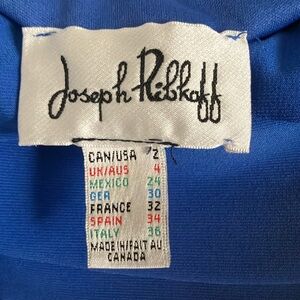 Joseph Ribkoff
CAN/USA 2
UK/AUS 4
MEXICO 24
GER 30
FRANCE 32
SPAIN 34
ITALY 36
MADE IN/FAIT AU
CANADA